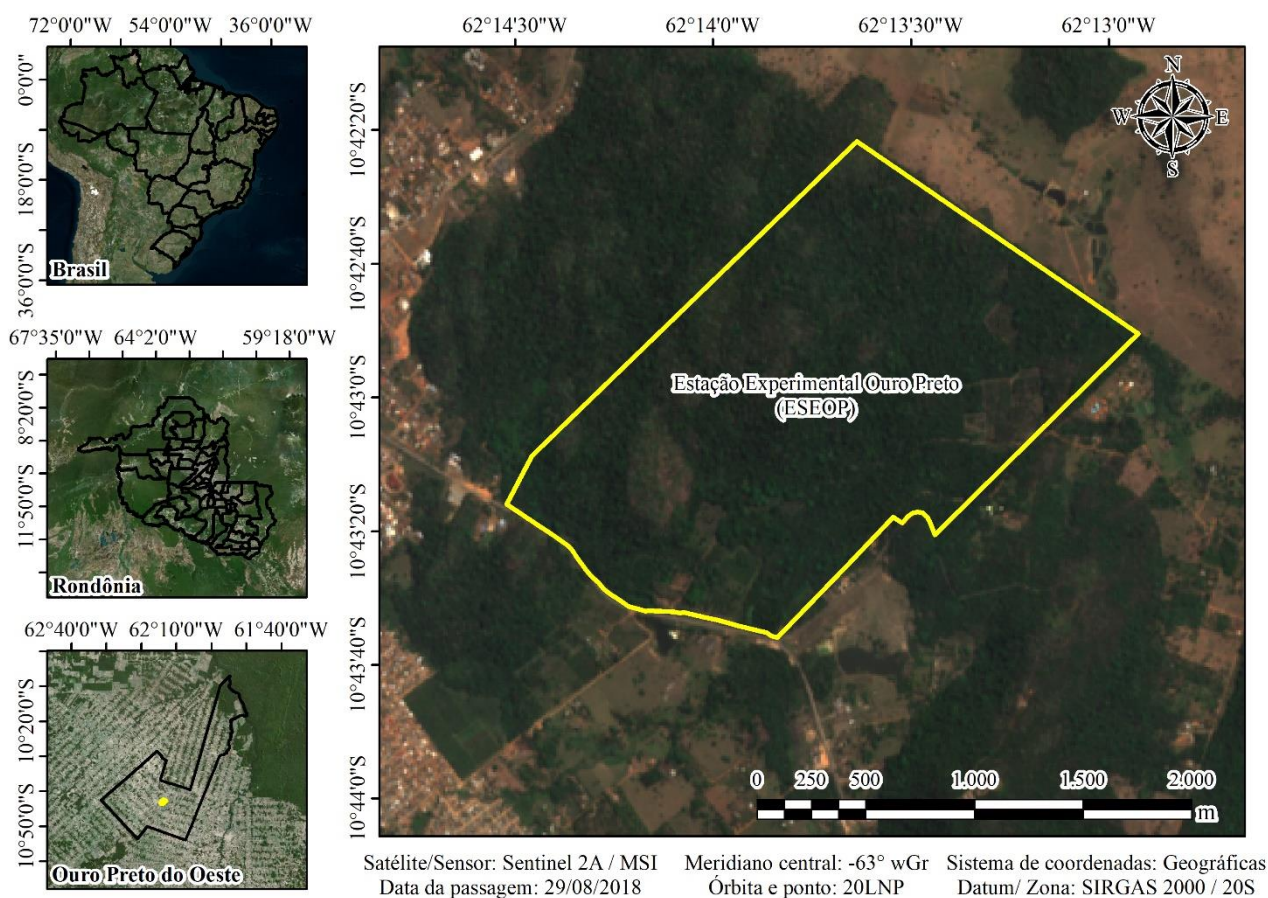 72°0'0"W 54°0'0"W 36°0'0"W
0°0'0"
18°0'0"S
36°0'0"S
Brasil
67°35'0"W 64°2'0"W 59°18'0"W
8°20'0"S
11°50'0"S
Rondônia
62°40'0"W 62°10'0"W 61°40'0"W
10°20'0"S
10°50'0"S
Ouro Preto do Oeste
62°14'30"W 62°14'0"W 62°13'30"W 62°13'0"W
10°42'20"S
10°42'40"S
10°43'0"S
10°43'20"S
10°43'40"S
10°44'0"S
N
W E
S
Estação Experimental Ouro Preto
(ESEOP)
0 250 500 1.000 1.500 2.000
m
Satélite/Sensor: Sentinel 2A / MSI Meridiano central: -63° wGr Sistema de coordenadas: Geográficas
Data da passagem: 29/08/2018 Órbita e ponto: 20LNP Datum/ Zona: SIRGAS 2000 / 20S